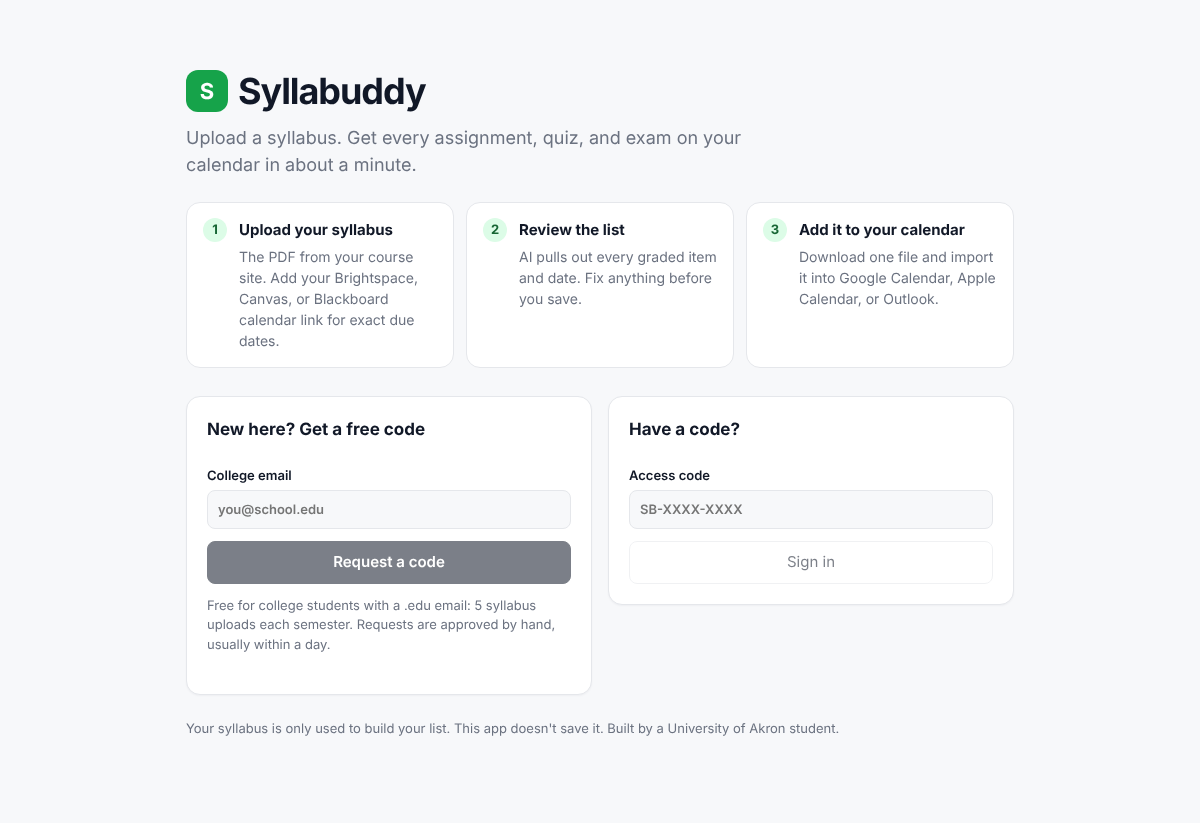 S
Syllabuddy
Upload a syllabus. Get every assignment, quiz, and exam on your
calendar in about a minute.
1
Upload your syllabus
The PDF from your course
site. Add your Brightspace,
Canvas, or Blackboard
calendar link for exact due
dates.
2
Review the list
AI pulls out every graded item
and date. Fix anything before
you save.
3
Add it to your calendar
Download one file and import
it into Google Calendar, Apple
Calendar, or Outlook.
New here? Get a free code
College email
you@school.edu
Request a code
Free for college students with a .edu email: 5 syllabus
uploads each semester. Requests are approved by hand,
usually within a day.
Have a code?
Access code
SB-XXXX-XXXX
Sign in
Your syllabus is only used to build your list. This app doesn't save it. Built by a University of Akron student.